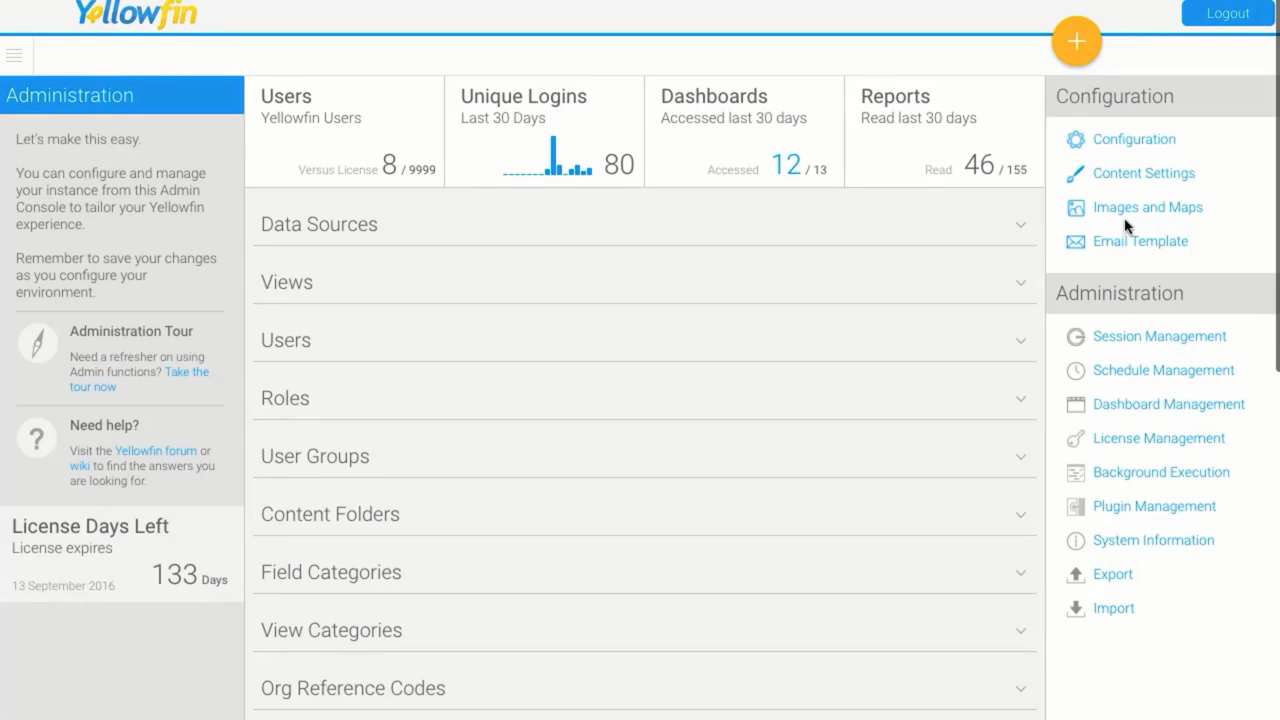 Yellowfin
Logout
+
Administration
Let's make this easy.
You can configure and manage
your instance from this Admin
Console to tailor your Yellowfin
experience.
Remember to save your changes
as you configure your
environment.
Administration Tour
Need a refresher on using
Admin functions? Take the
tour now
?
Need help?
Visit the Yellowfin forum or
wiki to find the answers you
are looking for.
License Days Left
License expires
13 September 2016
133 Days
Users
Yellowfin Users
Versus License 8 / 9999
Unique Logins
Last 30 Days
80
Dashboards
Accessed last 30 days
Accessed 12 / 13
Reports
Read last 30 days
Read 46 / 155
Data Sources
Views
Users
Roles
User Groups
Content Folders
Field Categories
View Categories
Org Reference Codes
Configuration
Configuration
Content Settings
Images and Maps
Email Template
Administration
Session Management
Schedule Management
Dashboard Management
License Management
Background Execution
Plugin Management
System Information
Export
Import